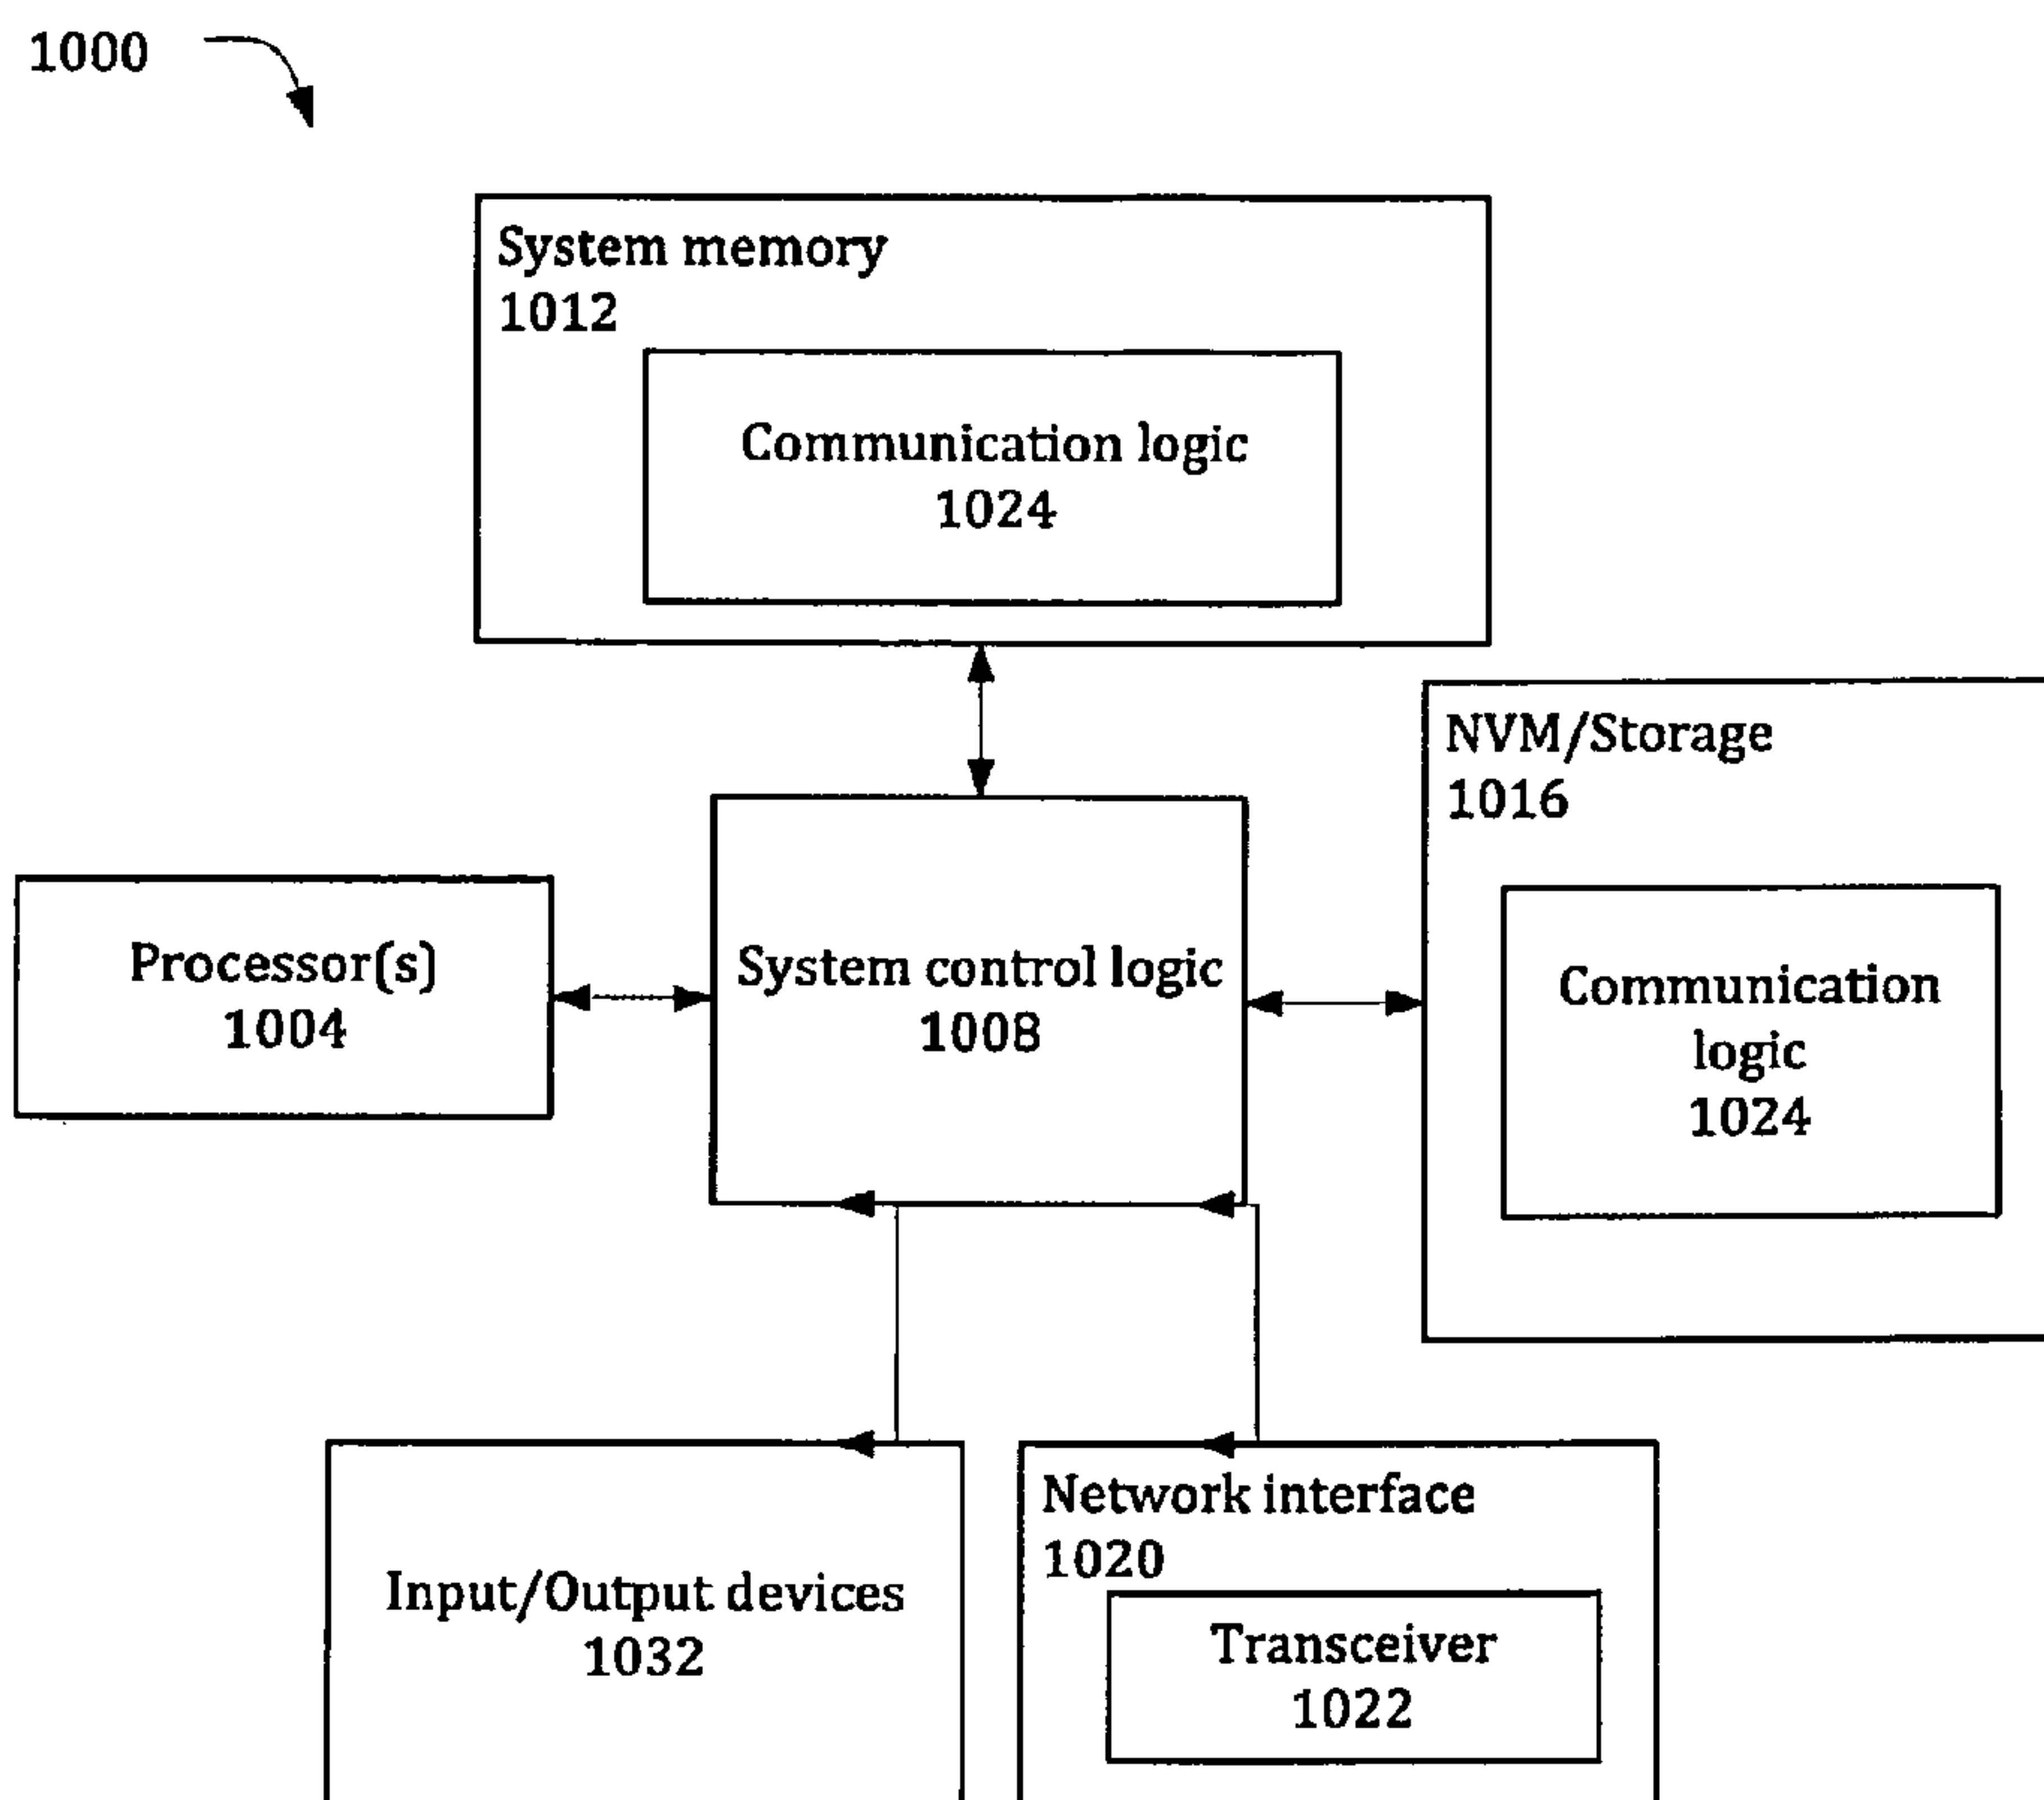 1000
System memory
1012
Communication logic
1024
NVM/Storage
1016
Communication
logic
1024
Processor(s)
1004
System control logic
1008
Input/Output devices
1032
Network interface
1020
Transceiver
1022